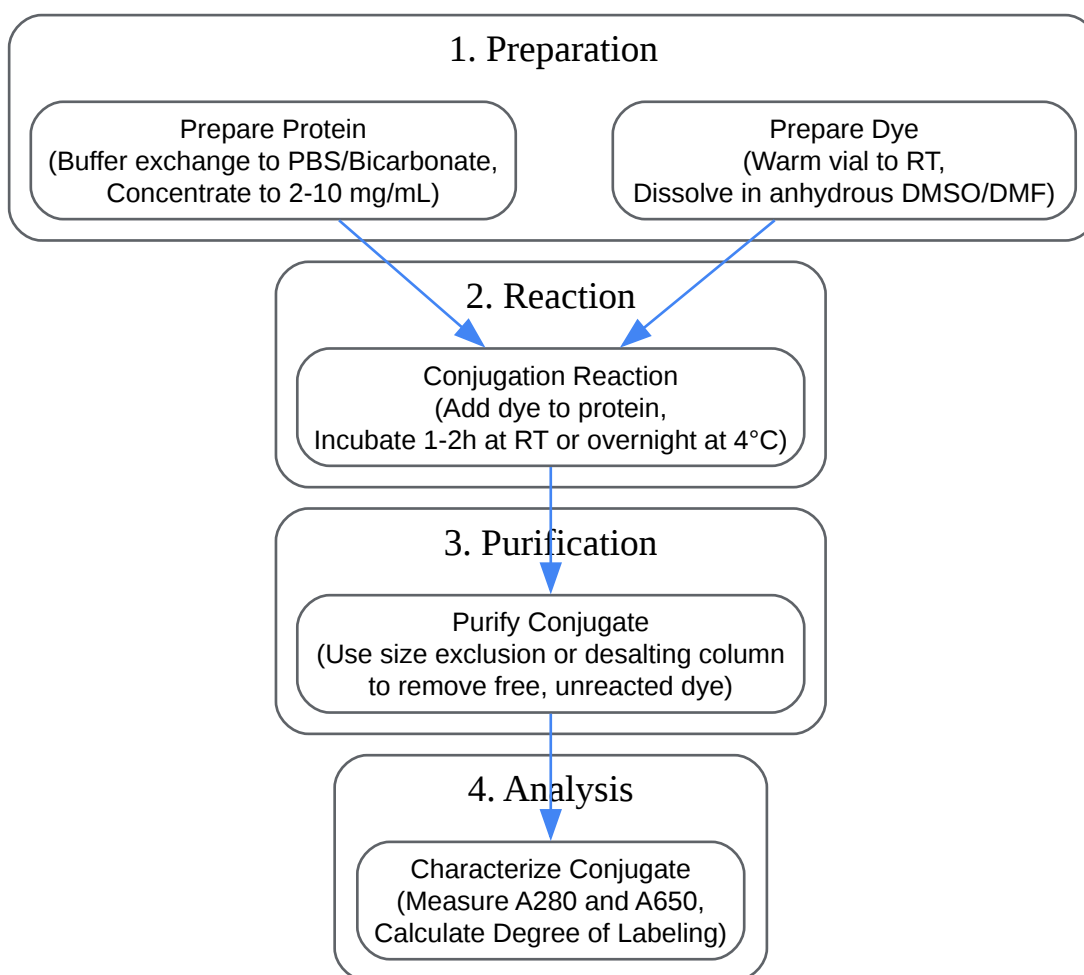 1. Preparation
Prepare Protein
(Buffer exchange to PBS/Bicarbonate,
Concentrate to 2-10 mg/mL)
Prepare Dye
(Warm vial to RT,
Dissolve in anhydrous DMSO/DMF)
2. Reaction
Conjugation Reaction
(Add dye to protein,
Incubate 1-2h at RT or overnight at 4°C)
3. Purification
Purify Conjugate
(Use size exclusion or desalting column
to remove free, unreacted dye)
4. Analysis
Characterize Conjugate
(Measure A280 and A650,
Calculate Degree of Labeling)